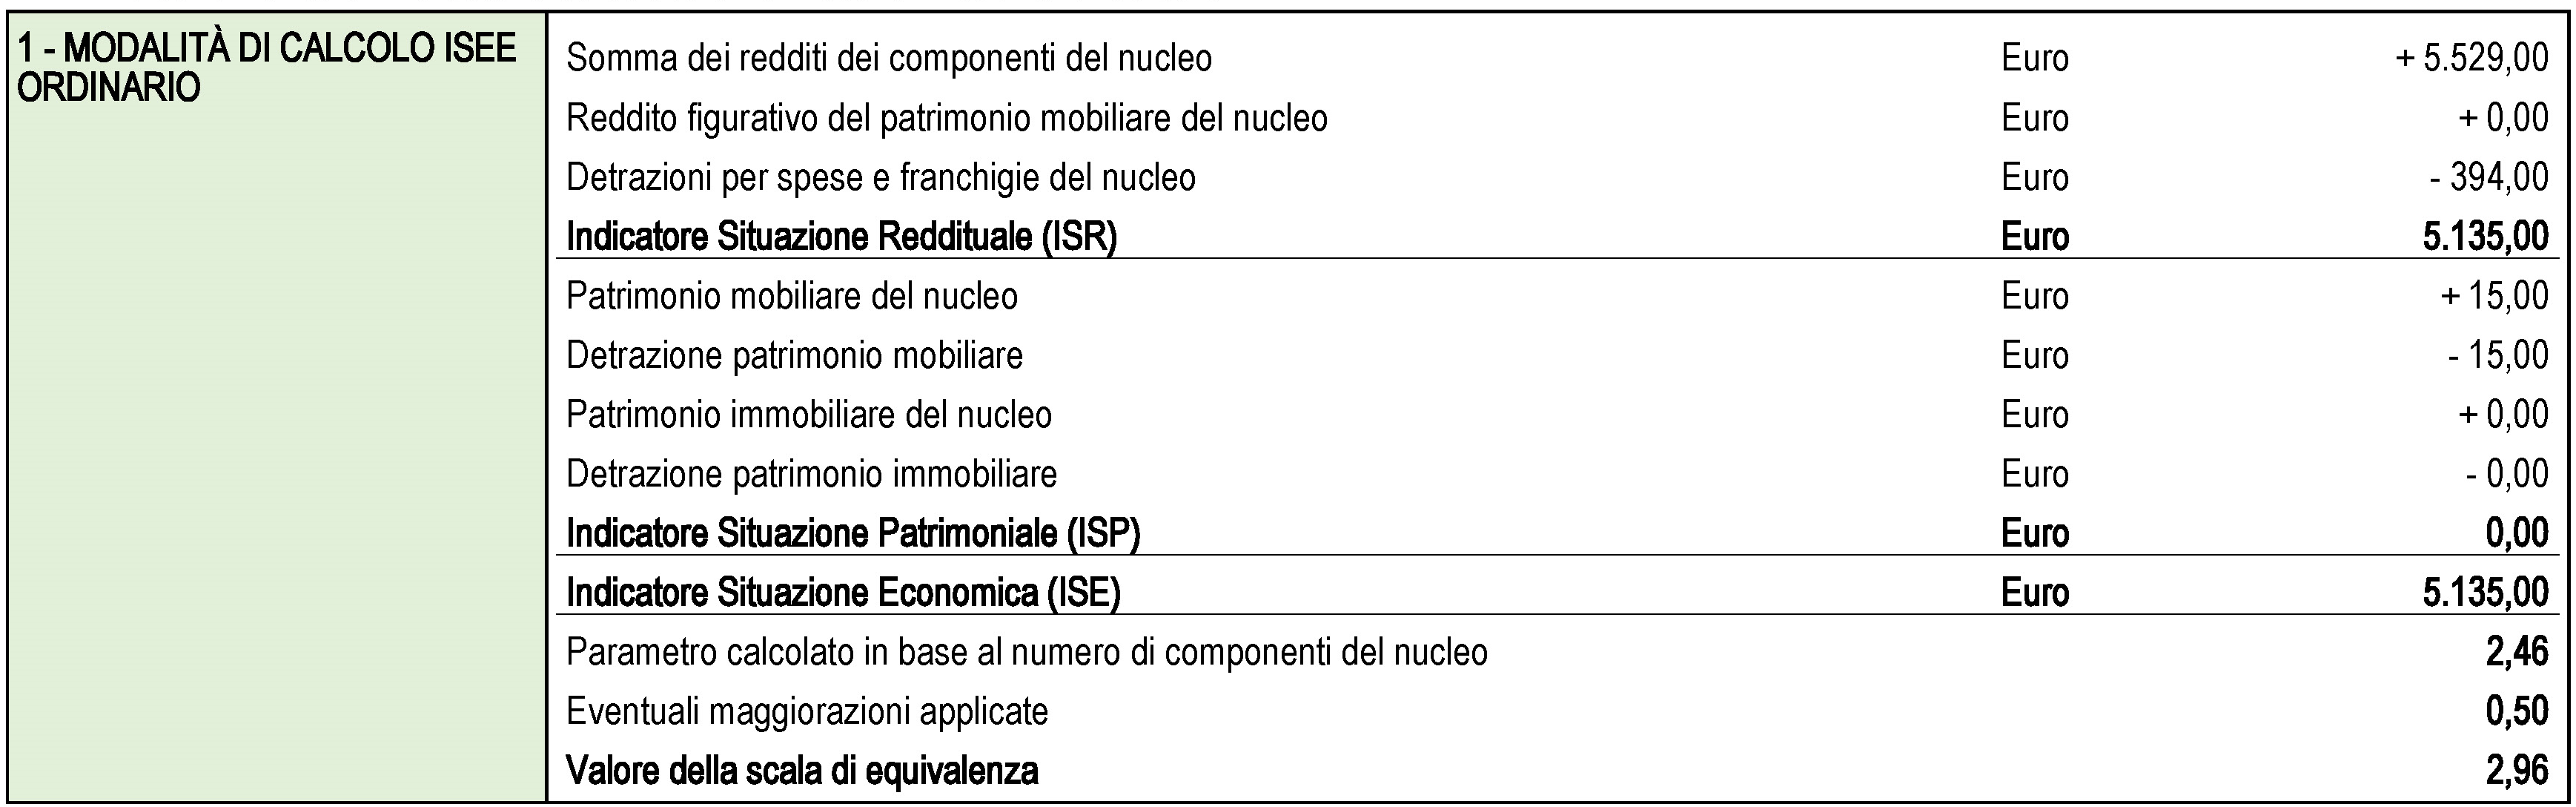 1 - MODALITÀ DI CALCOLO ISEE
ORDINARIO
Somma dei redditi dei componenti del nucleo Euro + 5.529,00
Reddito figurativo del patrimonio mobiliare del nucleo Euro + 0,00
Detrazioni per spese e franchigie del nucleo Euro - 394,00
Indicatore Situazione Reddituale (ISR) Euro 5.135,00
Patrimonio mobiliare del nucleo Euro + 15,00
Detrazione patrimonio mobiliare Euro - 15,00
Patrimonio immobiliare del nucleo Euro + 0,00
Detrazione patrimonio immobiliare Euro - 0,00
Indicatore Situazione Patrimoniale (ISP) Euro 0,00
Indicatore Situazione Economica (ISE) Euro 5.135,00
Parametro calcolato in base al numero di componenti del nucleo 2,46
Eventuali maggiorazioni applicate 0,50
Valore della scala di equivalenza 2,96